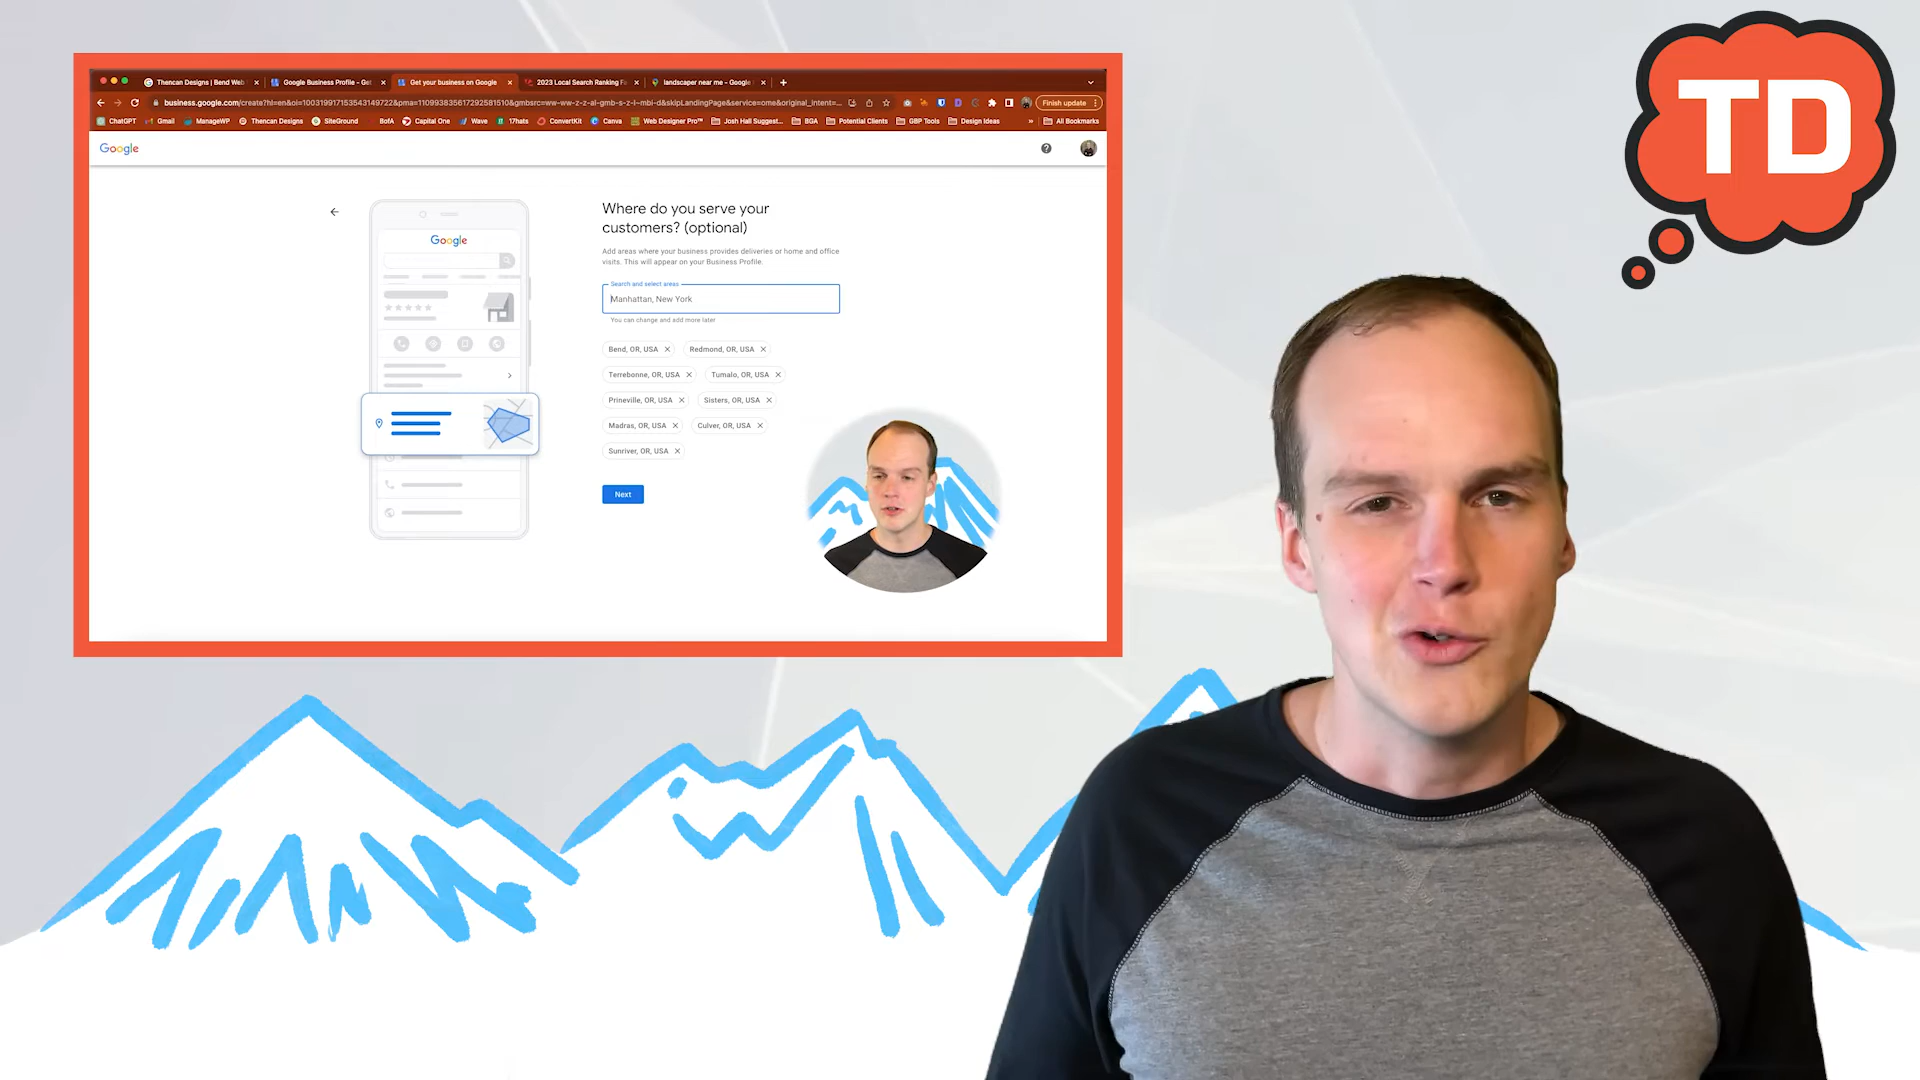 TD
Thencan Designs | Bend Web
Google Business Profile - Get
Get your business on Google
2023 Local Search Ranking Fa
landscaper near me - Google
Finish update
ChatGPT
Gmail
ManageWP
Thencan Designs
SiteGround
BofA
Capital One
Wave
17hats
ConvertKit
Canva
Web Designer Pro™
Josh Hall Suggest...
BGA
Potential Clients
GBP Tools
Design Ideas
»
All Bookmarks
Google
Google
Where do you serve your
customers? (optional)
Add areas where your business provides deliveries or home and office
visits. This will appear on your Business Profile.
Search and select areas
Manhattan, New York
You can change and add more later
Bend, OR, USA
Redmond, OR, USA
Terrebonne, OR, USA
Tumalo, OR, USA
Prineville, OR, USA
Sisters, OR, USA
Madras, OR, USA
Culver, OR, USA
Sunriver, OR, USA
Next